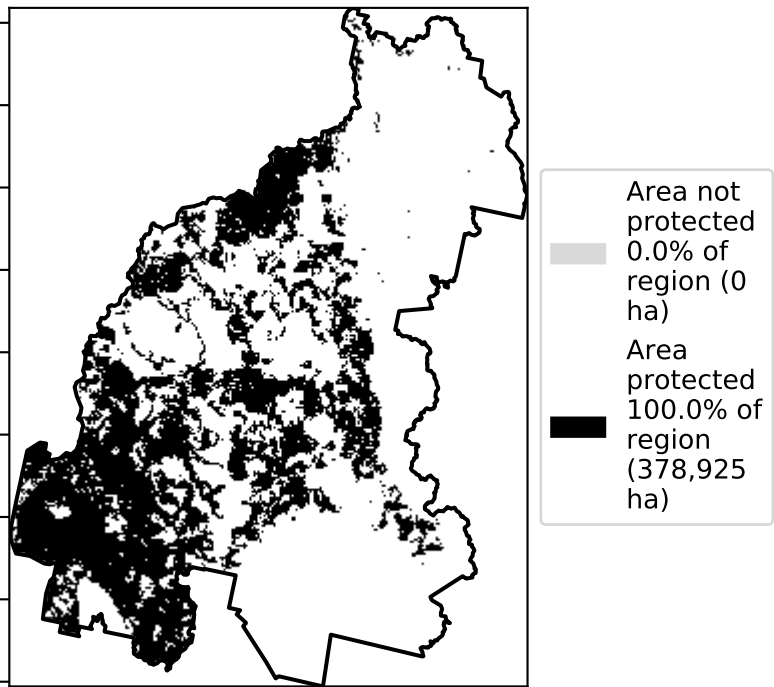 Area not
protected
0.0% of
region (0
ha)
Area
protected
100.0% of
region
(378,925
ha)